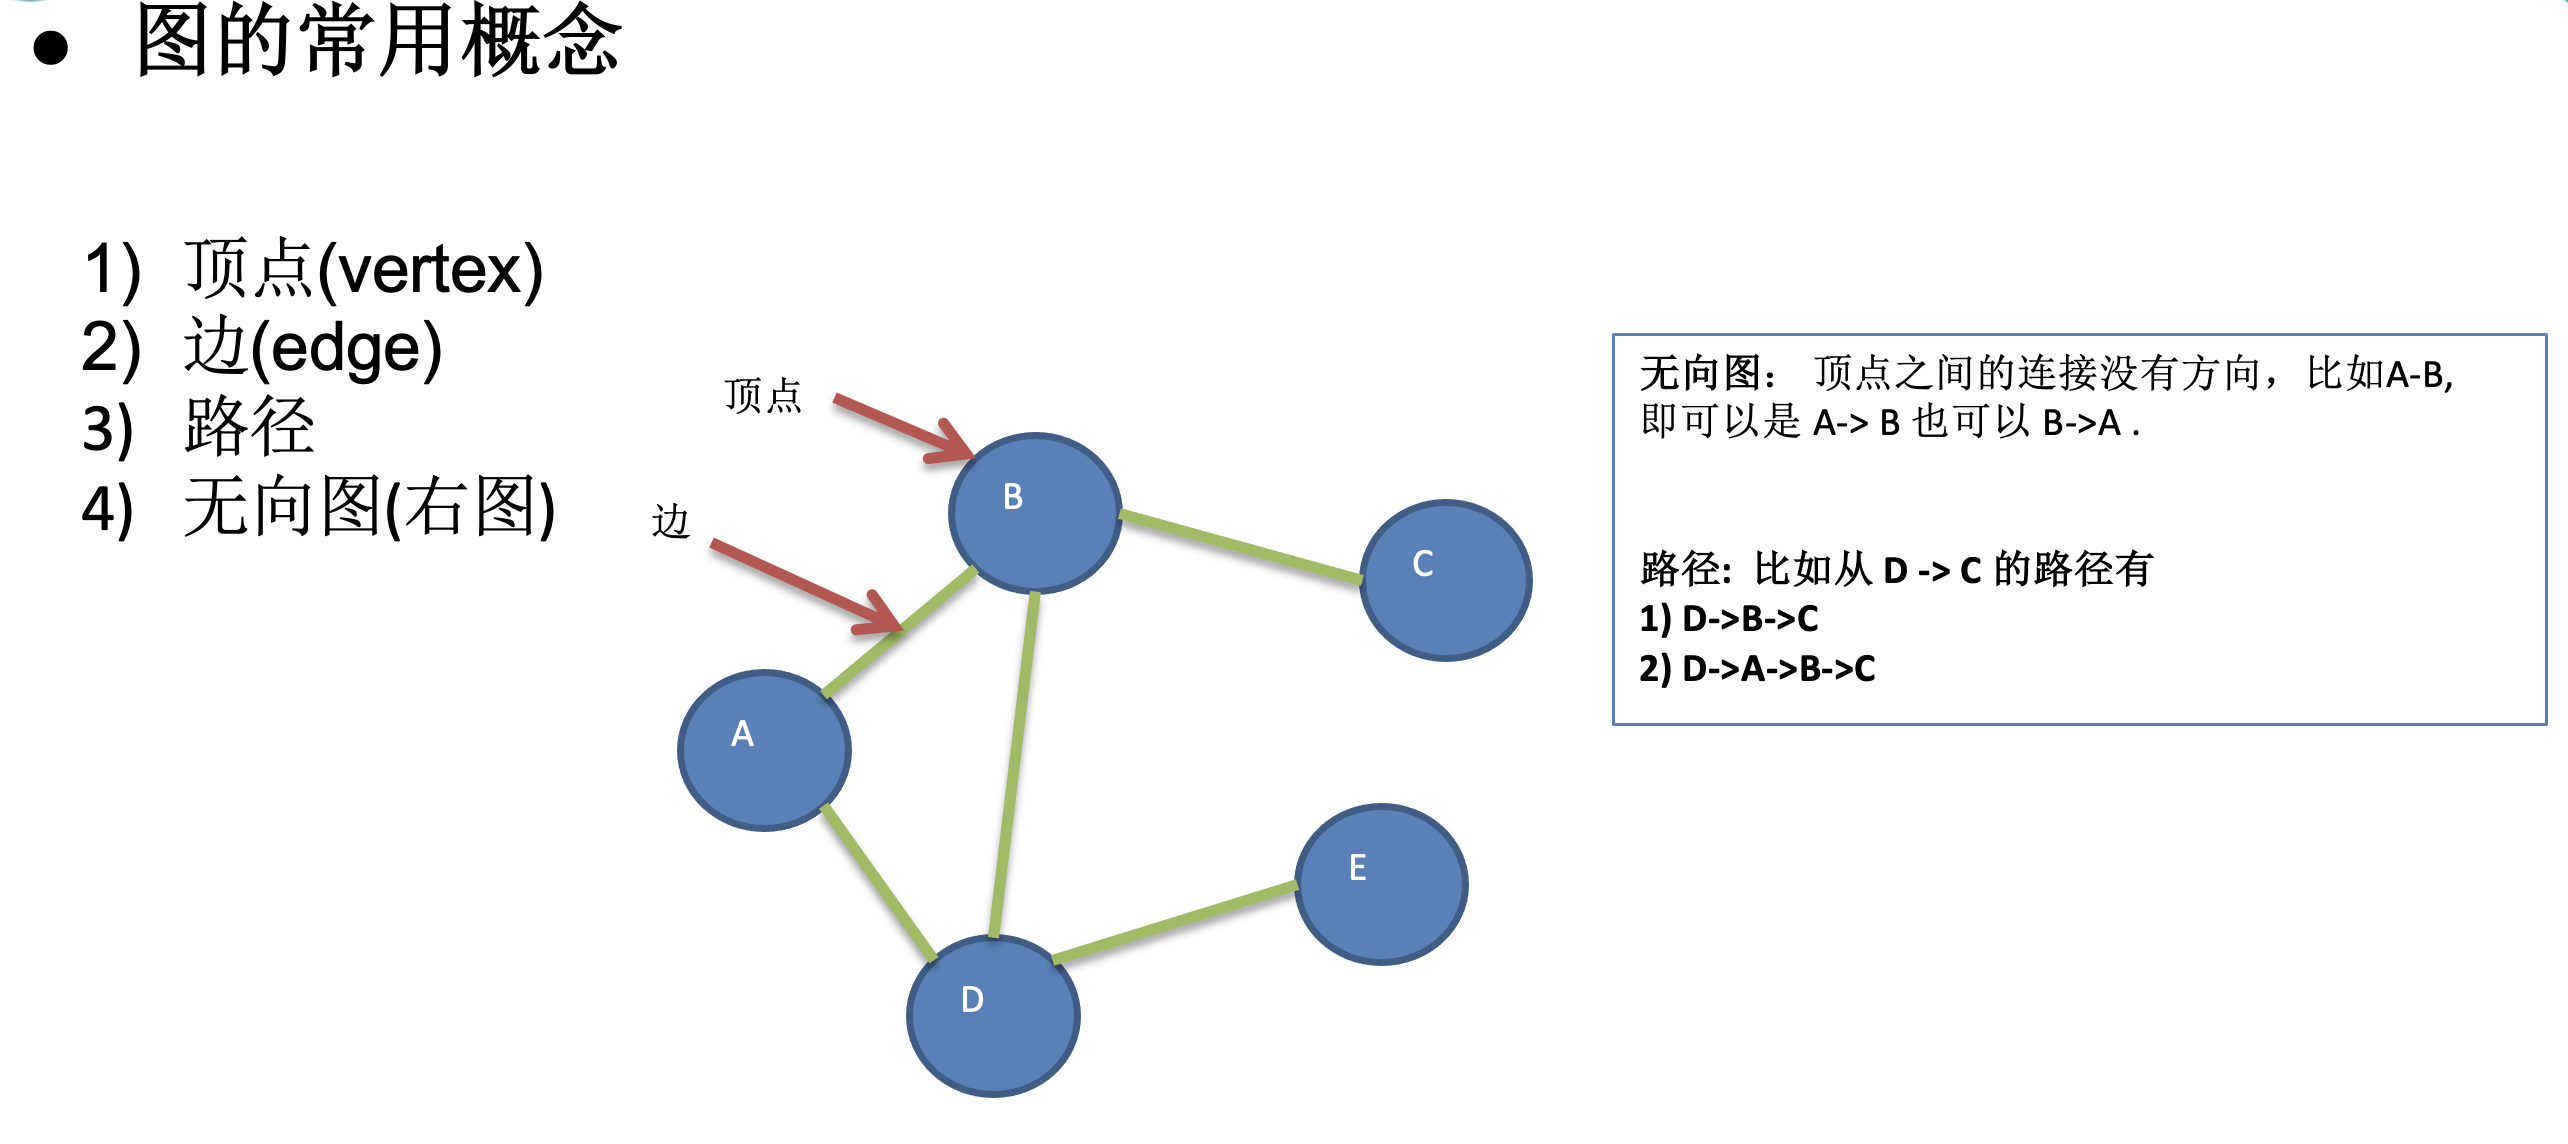 ● 图的常用概念
1) 顶点(vertex)
2) 边(edge)
3) 路径
4) 无向图(右图)
顶点
边
B
C
A
E
D
无向图： 顶点之间的连接没有方向，比如A-B,
即可以是 A-> B 也可以 B->A .
路径: 比如从 D -> C 的路径有
1) D->B->C
2) D->A->B->C